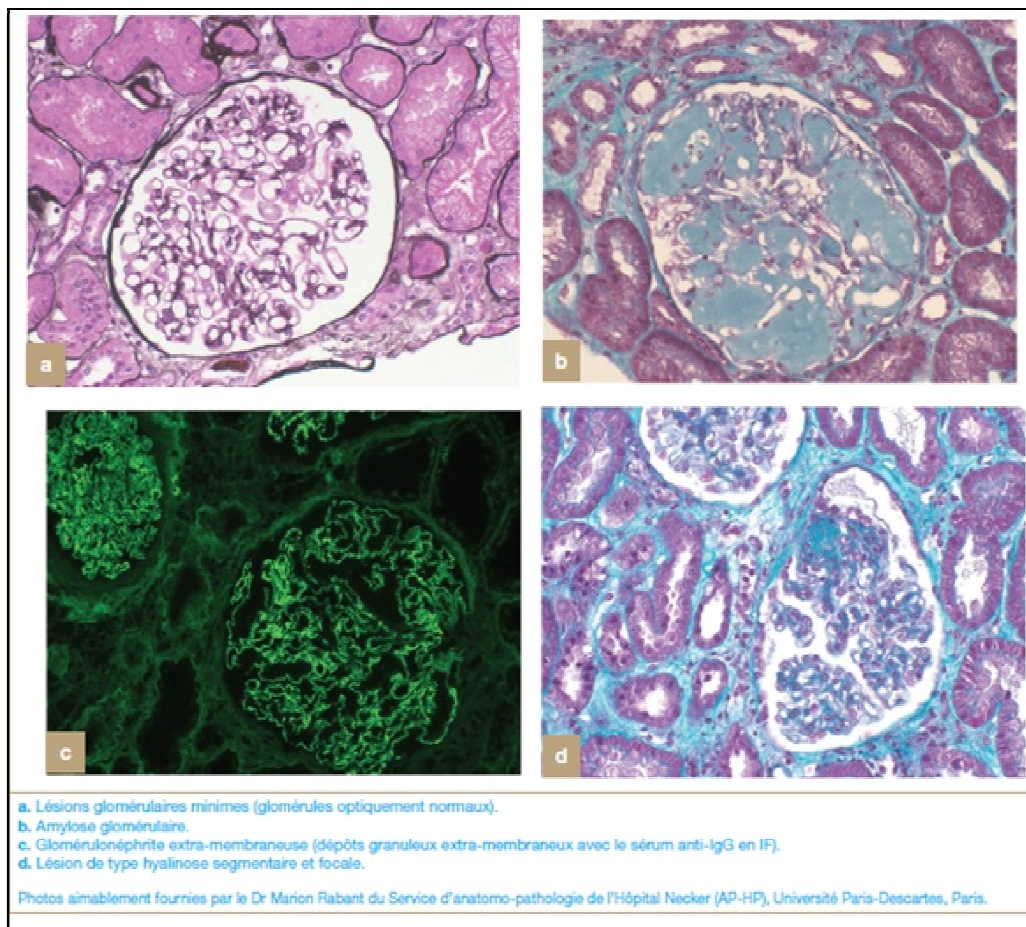 a
b
c
d
a. Lésions glomérulaires minimes (glomérules optiquement normaux).
b. Amylose glomérulaire.
c. Glomérulonéphrite extra-membraneuse (dépôts granuleux extra-membraneux avec le sérum anti-IgG en IF).
d. Lésion de type hyalinose segmentaire et focale.
Photos aimablement fournies par le Dr Marion Rabant du Service d'anatomo-pathologie de l'Hôpital Necker (AP-HP), Université Paris-Descartes, Paris.